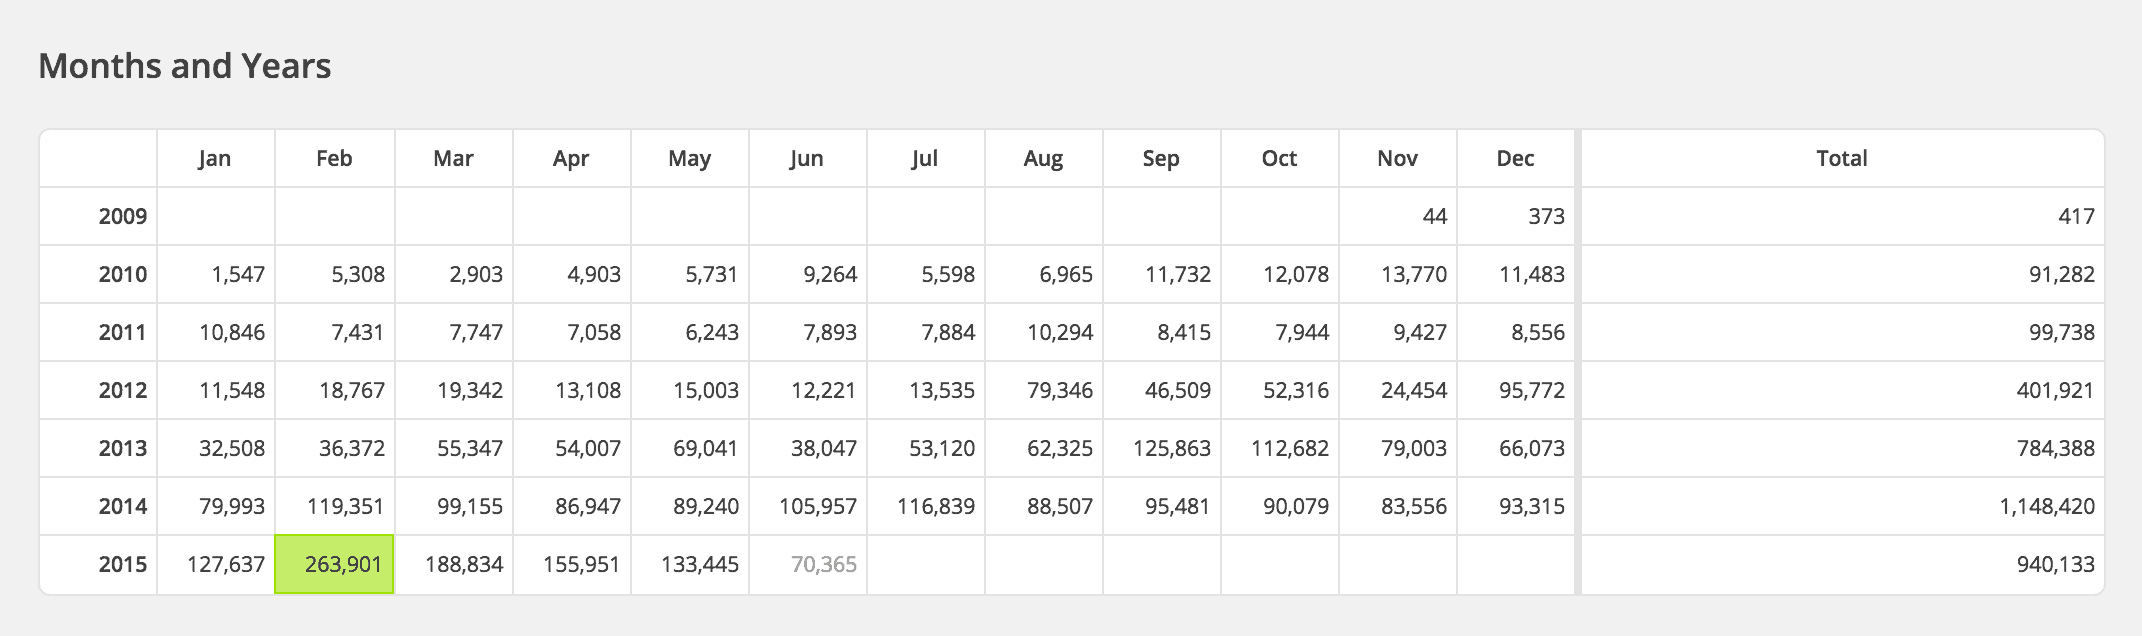 Months and Years
Jan Feb Mar Apr May Jun Jul Aug Sep Oct Nov Dec Total
2009 44 373 417
2010 1,547 5,308 2,903 4,903 5,731 9,264 5,598 6,965 11,732 12,078 13,770 11,483 91,282
2011 10,846 7,431 7,747 7,058 6,243 7,893 7,884 10,294 8,415 7,944 9,427 8,556 99,738
2012 11,548 18,767 19,342 13,108 15,003 12,221 13,535 79,346 46,509 52,316 24,454 95,772 401,921
2013 32,508 36,372 55,347 54,007 69,041 38,047 53,120 62,325 125,863 112,682 79,003 66,073 784,388
2014 79,993 119,351 99,155 86,947 89,240 105,957 116,839 88,507 95,481 90,079 83,556 93,315 1,148,420
2015 127,637 263,901 188,834 155,951 133,445 70,365 940,133